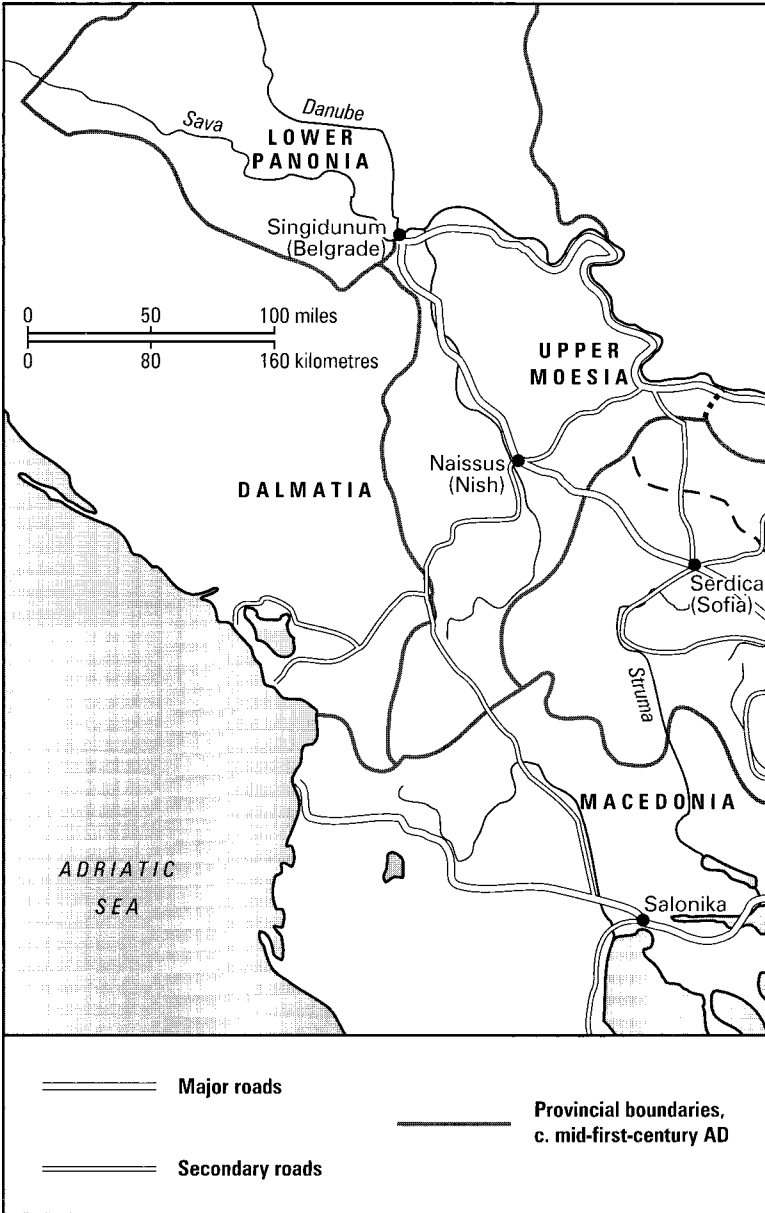 Danube
Sava
LOWER
PANONIA
Singidunum
(Belgrade)
0 50 100 miles
0 80 160 kilometres
UPPER
MOESIA
Naissus
(Nish)
DALMATIA
Serdica
(Sofia)
Struma
MACEDONIA
ADRIATIC
SEA
Salonika
Major roads
Provincial boundaries,
c. mid-first-century AD
Secondary roads